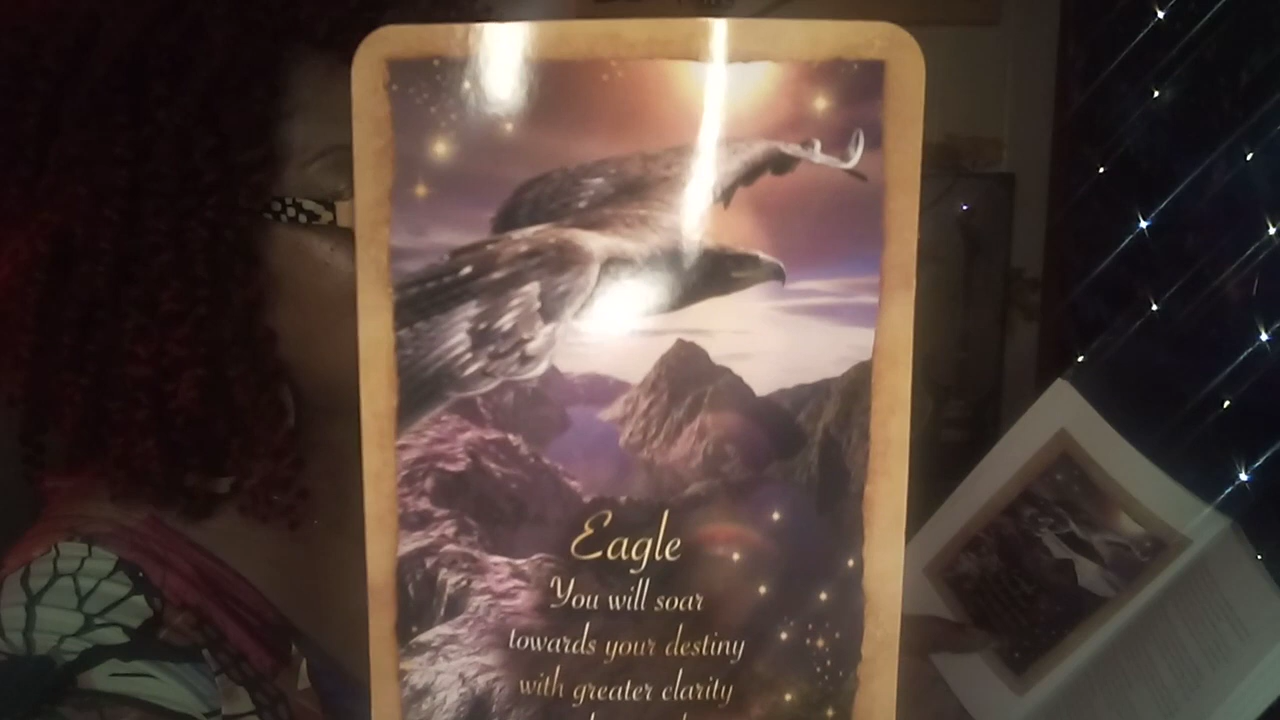 Eagle
You will soar
towards your destiny
with greater clarity